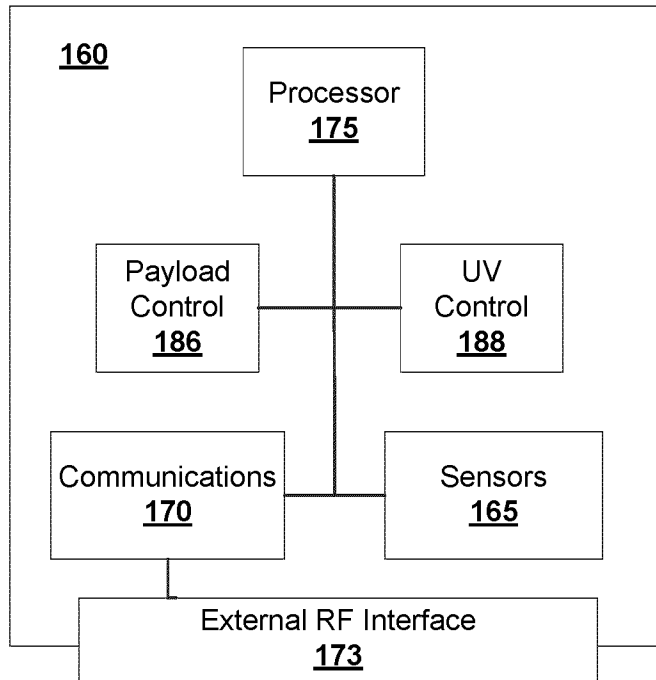 160
Processor
175
Payload
Control
186
UV
Control
188
Communications
170
Sensors
165
External RF Interface
173